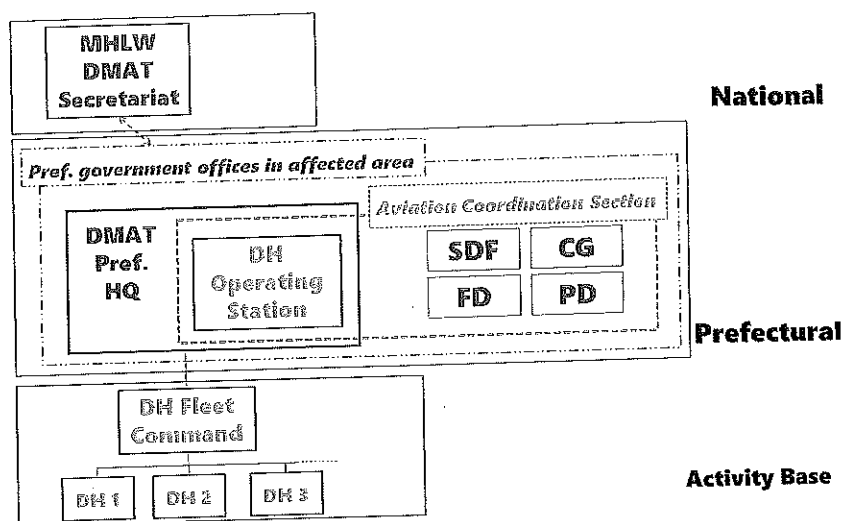 MHLW
DMAT
Secretariat
National
Pref. government offices in affected area
Aviation Coordination Section
DMAT
Pref.
HQ
DH
Operating
Station
SDF
CG
FD
PD
Prefectural
DH Fleet
Command
DH 1
DH 2
DH 3
Activity Base